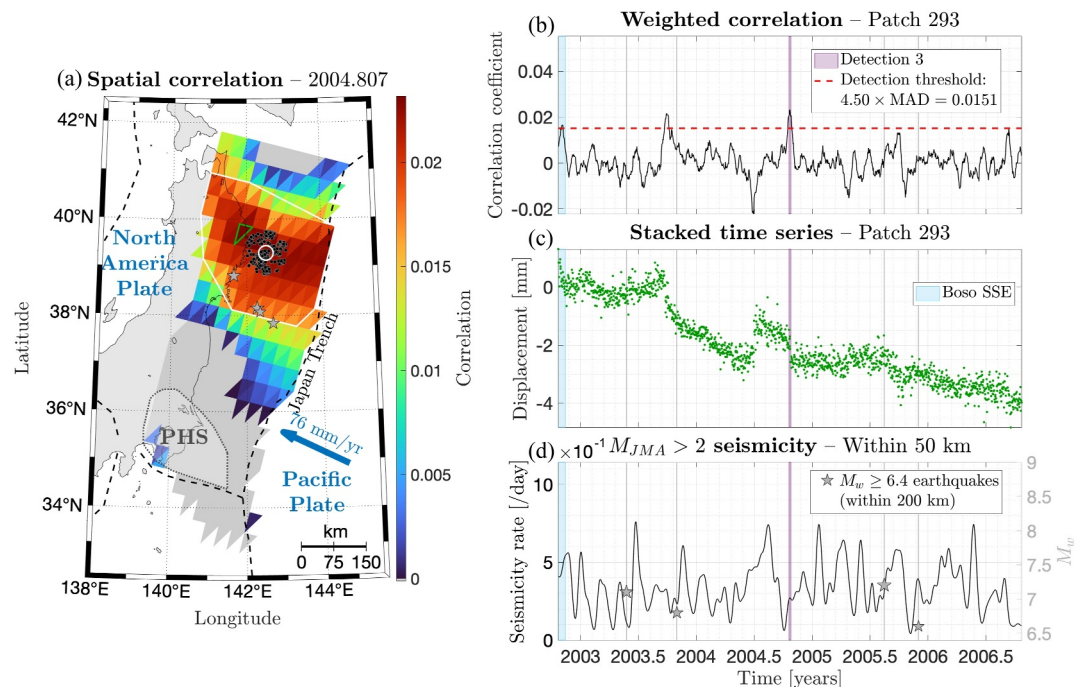 (a) Spatial correlation – 2004.807
42°N
40°N
38°N
36°N
34°N
Latitude
138°E
140°E
142°E
144°E
Longitude
North
America
Plate
PHS
Japan Trench
76 mm/yr
Pacific
Plate
km
0 75 150
0.02
0.015
0.01
0.005
0
Correlation
(b) Weighted correlation – Patch 293
Correlation coefficient
0.04
0.02
0
-0.02
Detection 3
Detection threshold:
4.50 × MAD = 0.0151
(c) Stacked time series – Patch 293
Displacement [mm]
0
-2
-4
Boso SSE
(d) ×10⁻¹ M_JMA > 2 seismicity – Within 50 km
Seismicity rate [/day]
10
5
0
M_w ≥ 6.4 earthquakes
(within 200 km)
9
8.5
8
7.5
7
6.5
M_w
2003 2003.5 2004 2004.5 2005 2005.5 2006 2006.5
Time [years]